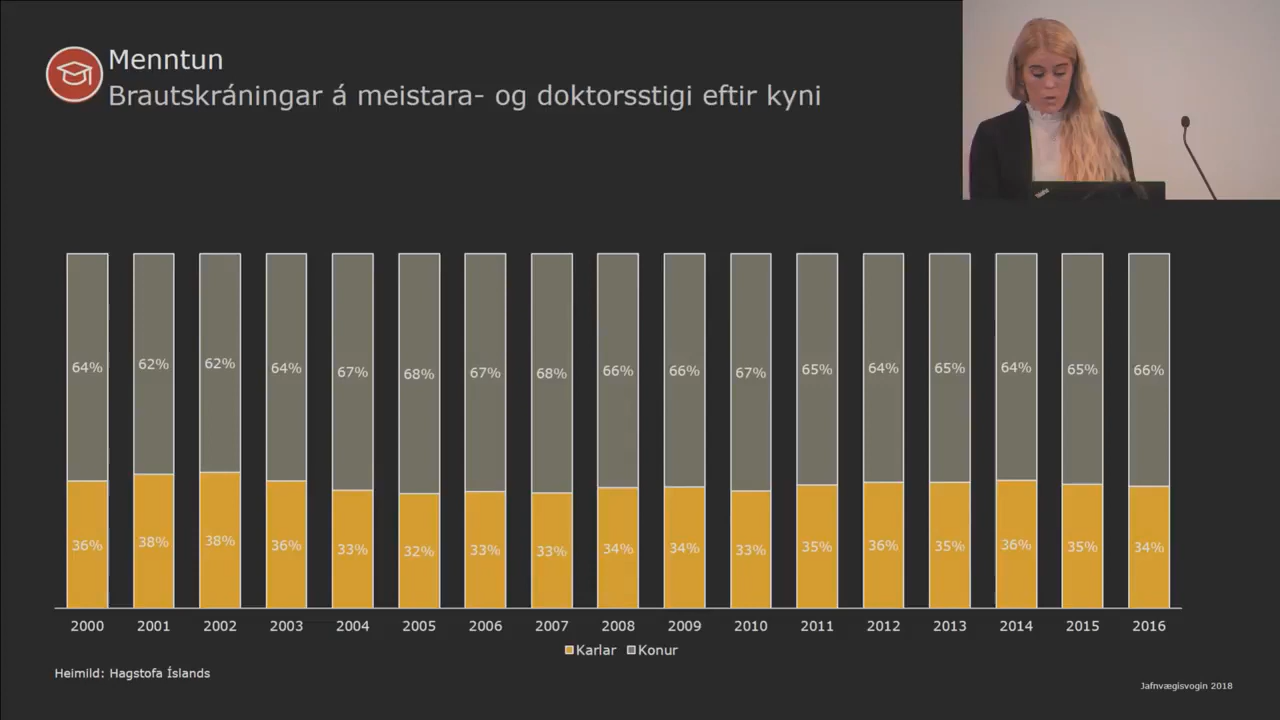 Menntun
Brautskráningar á meistara- og doktorsstigi eftir kyni
64% 62% 62% 64% 67% 68% 67% 68% 66% 66% 67% 65% 64% 65% 64% 65% 66%
36% 38% 38% 36% 33% 32% 33% 33% 34% 34% 33% 35% 36% 35% 36% 35% 34%
2000 2001 2002 2003 2004 2005 2006 2007 2008 2009 2010 2011 2012 2013 2014 2015 2016
Karlar Konur
Heimild: Hagstofa Íslands
Jafnvægisvogin 2018